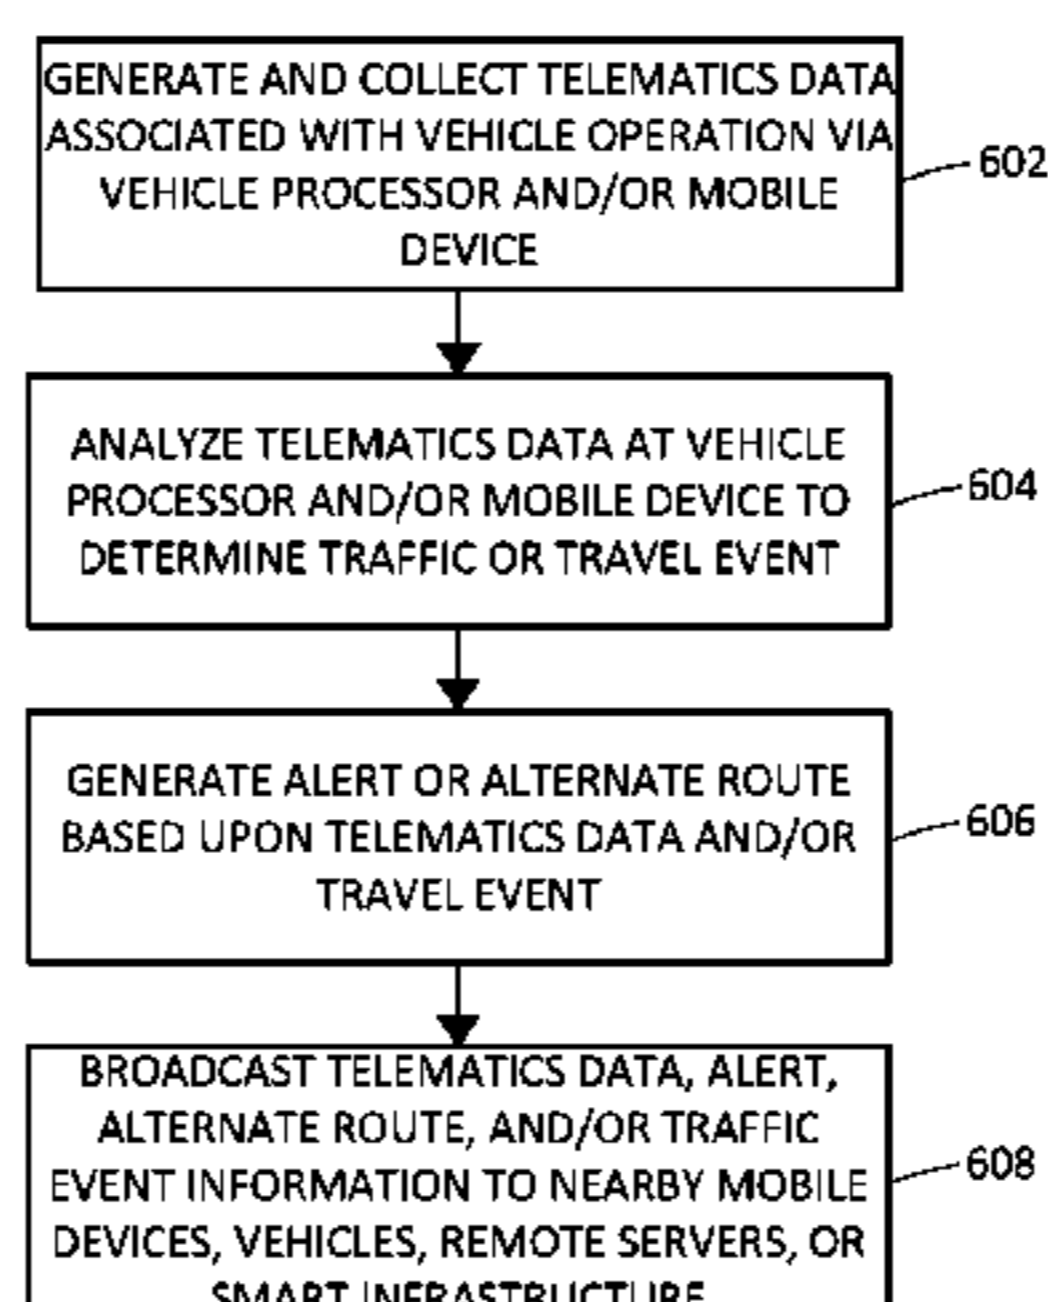 GENERATE AND COLLECT TELEMATICS DATA
ASSOCIATED WITH VEHICLE OPERATION VIA
VEHICLE PROCESSOR AND/OR MOBILE
DEVICE
602
ANALYZE TELEMATICS DATA AT VEHICLE
PROCESSOR AND/OR MOBILE DEVICE TO
DETERMINE TRAFFIC OR TRAVEL EVENT
604
GENERATE ALERT OR ALTERNATE ROUTE
BASED UPON TELEMATICS DATA AND/OR
TRAVEL EVENT
606
BROADCAST TELEMATICS DATA, ALERT,
ALTERNATE ROUTE, AND/OR TRAFFIC
EVENT INFORMATION TO NEARBY MOBILE
DEVICES, VEHICLES, REMOTE SERVERS, OR
SMART INFRASTRUCTURE
608